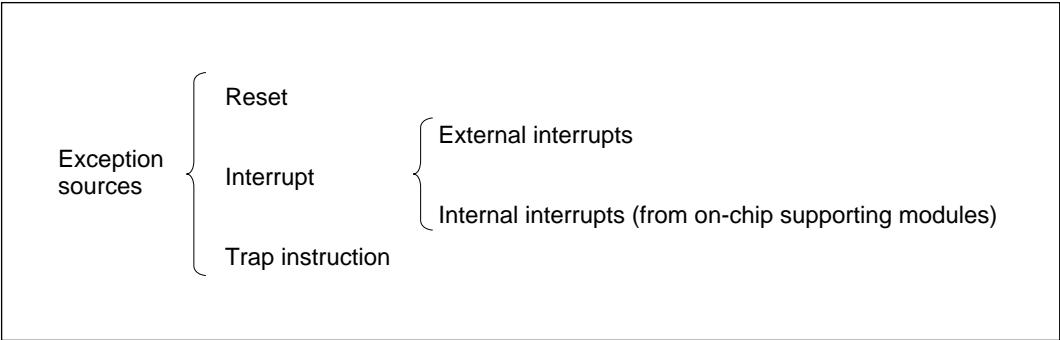 Exception
sources
Reset
Interrupt
External interrupts
Internal interrupts (from on-chip supporting modules)
Trap instruction